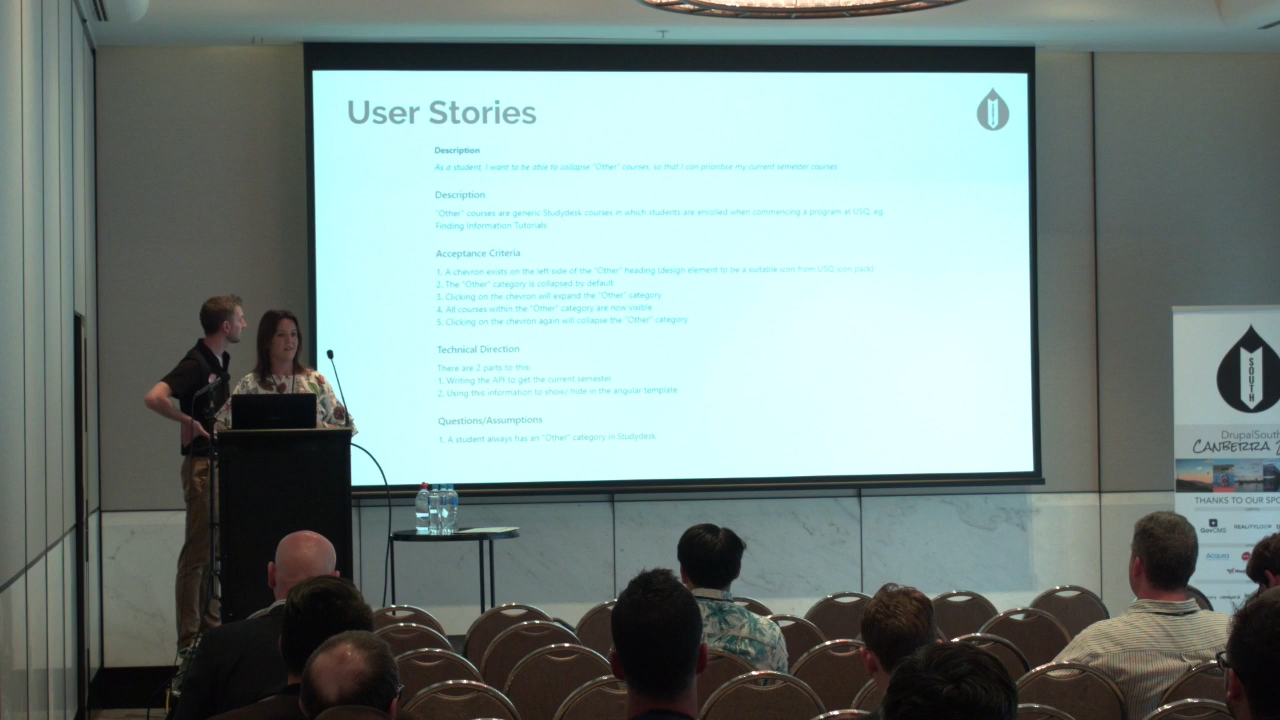 User Stories
Description
As a student, I want to be able to collapse "Other" courses, so that I can prioritise my current semester courses
Description
"Other" courses are generic Studydesk courses in which students are enrolled when commencing a program at USQ, eg.
Finding Information Tutorials
Acceptance Criteria
1. A chevron exists on the left side of the "Other" heading (design element to be a suitable icon from USQ icon pack)
2. The "Other" category is collapsed by default
3. Clicking on the chevron will expand the "Other" category
4. All courses within the "Other" category are now visible
5. Clicking on the chevron again will collapse the "Other" category
Technical Direction
There are 2 parts to this:
1. Writing the API to get the current semester
2. Using this information to show/ hide in the angular template
Questions/Assumptions
1. A student always has an "Other" category in Studydesk
SOUTH
DrupalSouth
CANBERRA
THANKS TO OUR SPO
GovCMS REALITYLOOP
Acquia